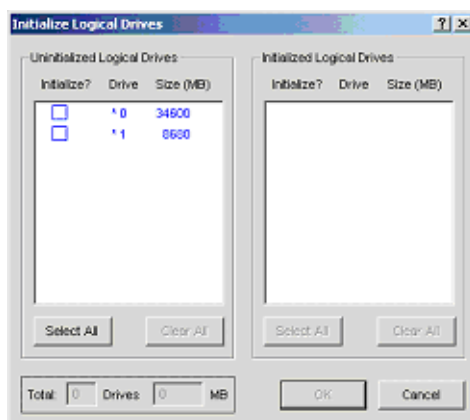 Initialize Logical Drives
Uninitialized Logical Drives
Initialize? Drive Size (MB)
* 0 34600
* 1 8680
Select All Clear All
Initialized Logical Drives
Initialize? Drive Size (MB)
Select All Clear All
Total: 0 Drives 0 MB
OK Cancel